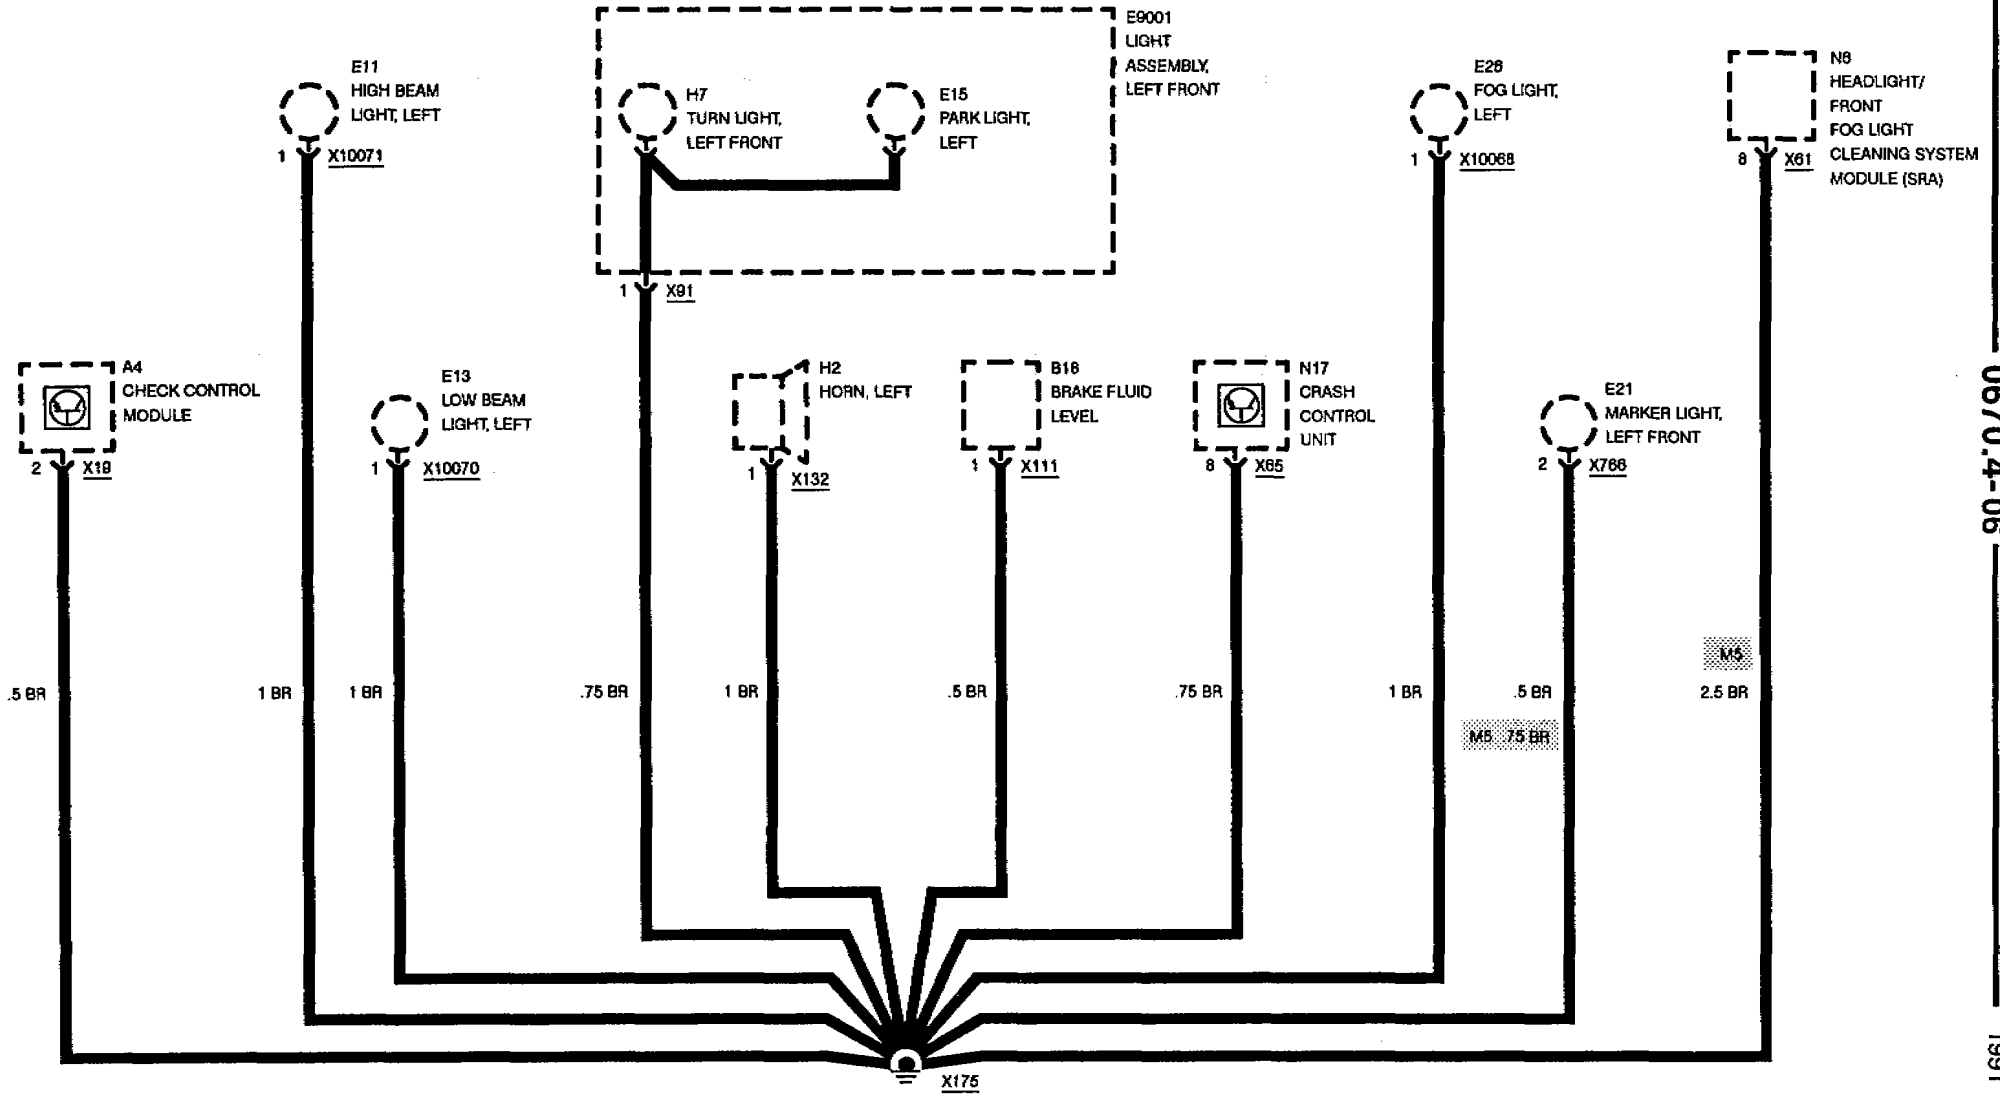 E9001
LIGHT
ASSEMBLY,
LEFT FRONT
E11
HIGH BEAM
LIGHT, LEFT
1 X10071
H7
TURN LIGHT,
LEFT FRONT
E15
PARK LIGHT,
LEFT
E26
FOG LIGHT,
LEFT
1 X10068
N6
HEADLIGHT/
FRONT
FOG LIGHT
CLEANING SYSTEM
MODULE (SRA)
8 X61
1 X91
A4
CHECK CONTROL
MODULE
2 X19
E13
LOW BEAM
LIGHT, LEFT
1 X10070
H2
HORN, LEFT
1 X132
B16
BRAKE FLUID
LEVEL
1 X111
N17
CRASH
CONTROL
UNIT
8 X65
E21
MARKER LIGHT,
LEFT FRONT
2 X766
M5
.5 BR
1 BR
1 BR
.75 BR
1 BR
.5 BR
.75 BR
1 BR
.5 BR
2.5 BR
M5 .75 BR
X175
0670.4-06
1991